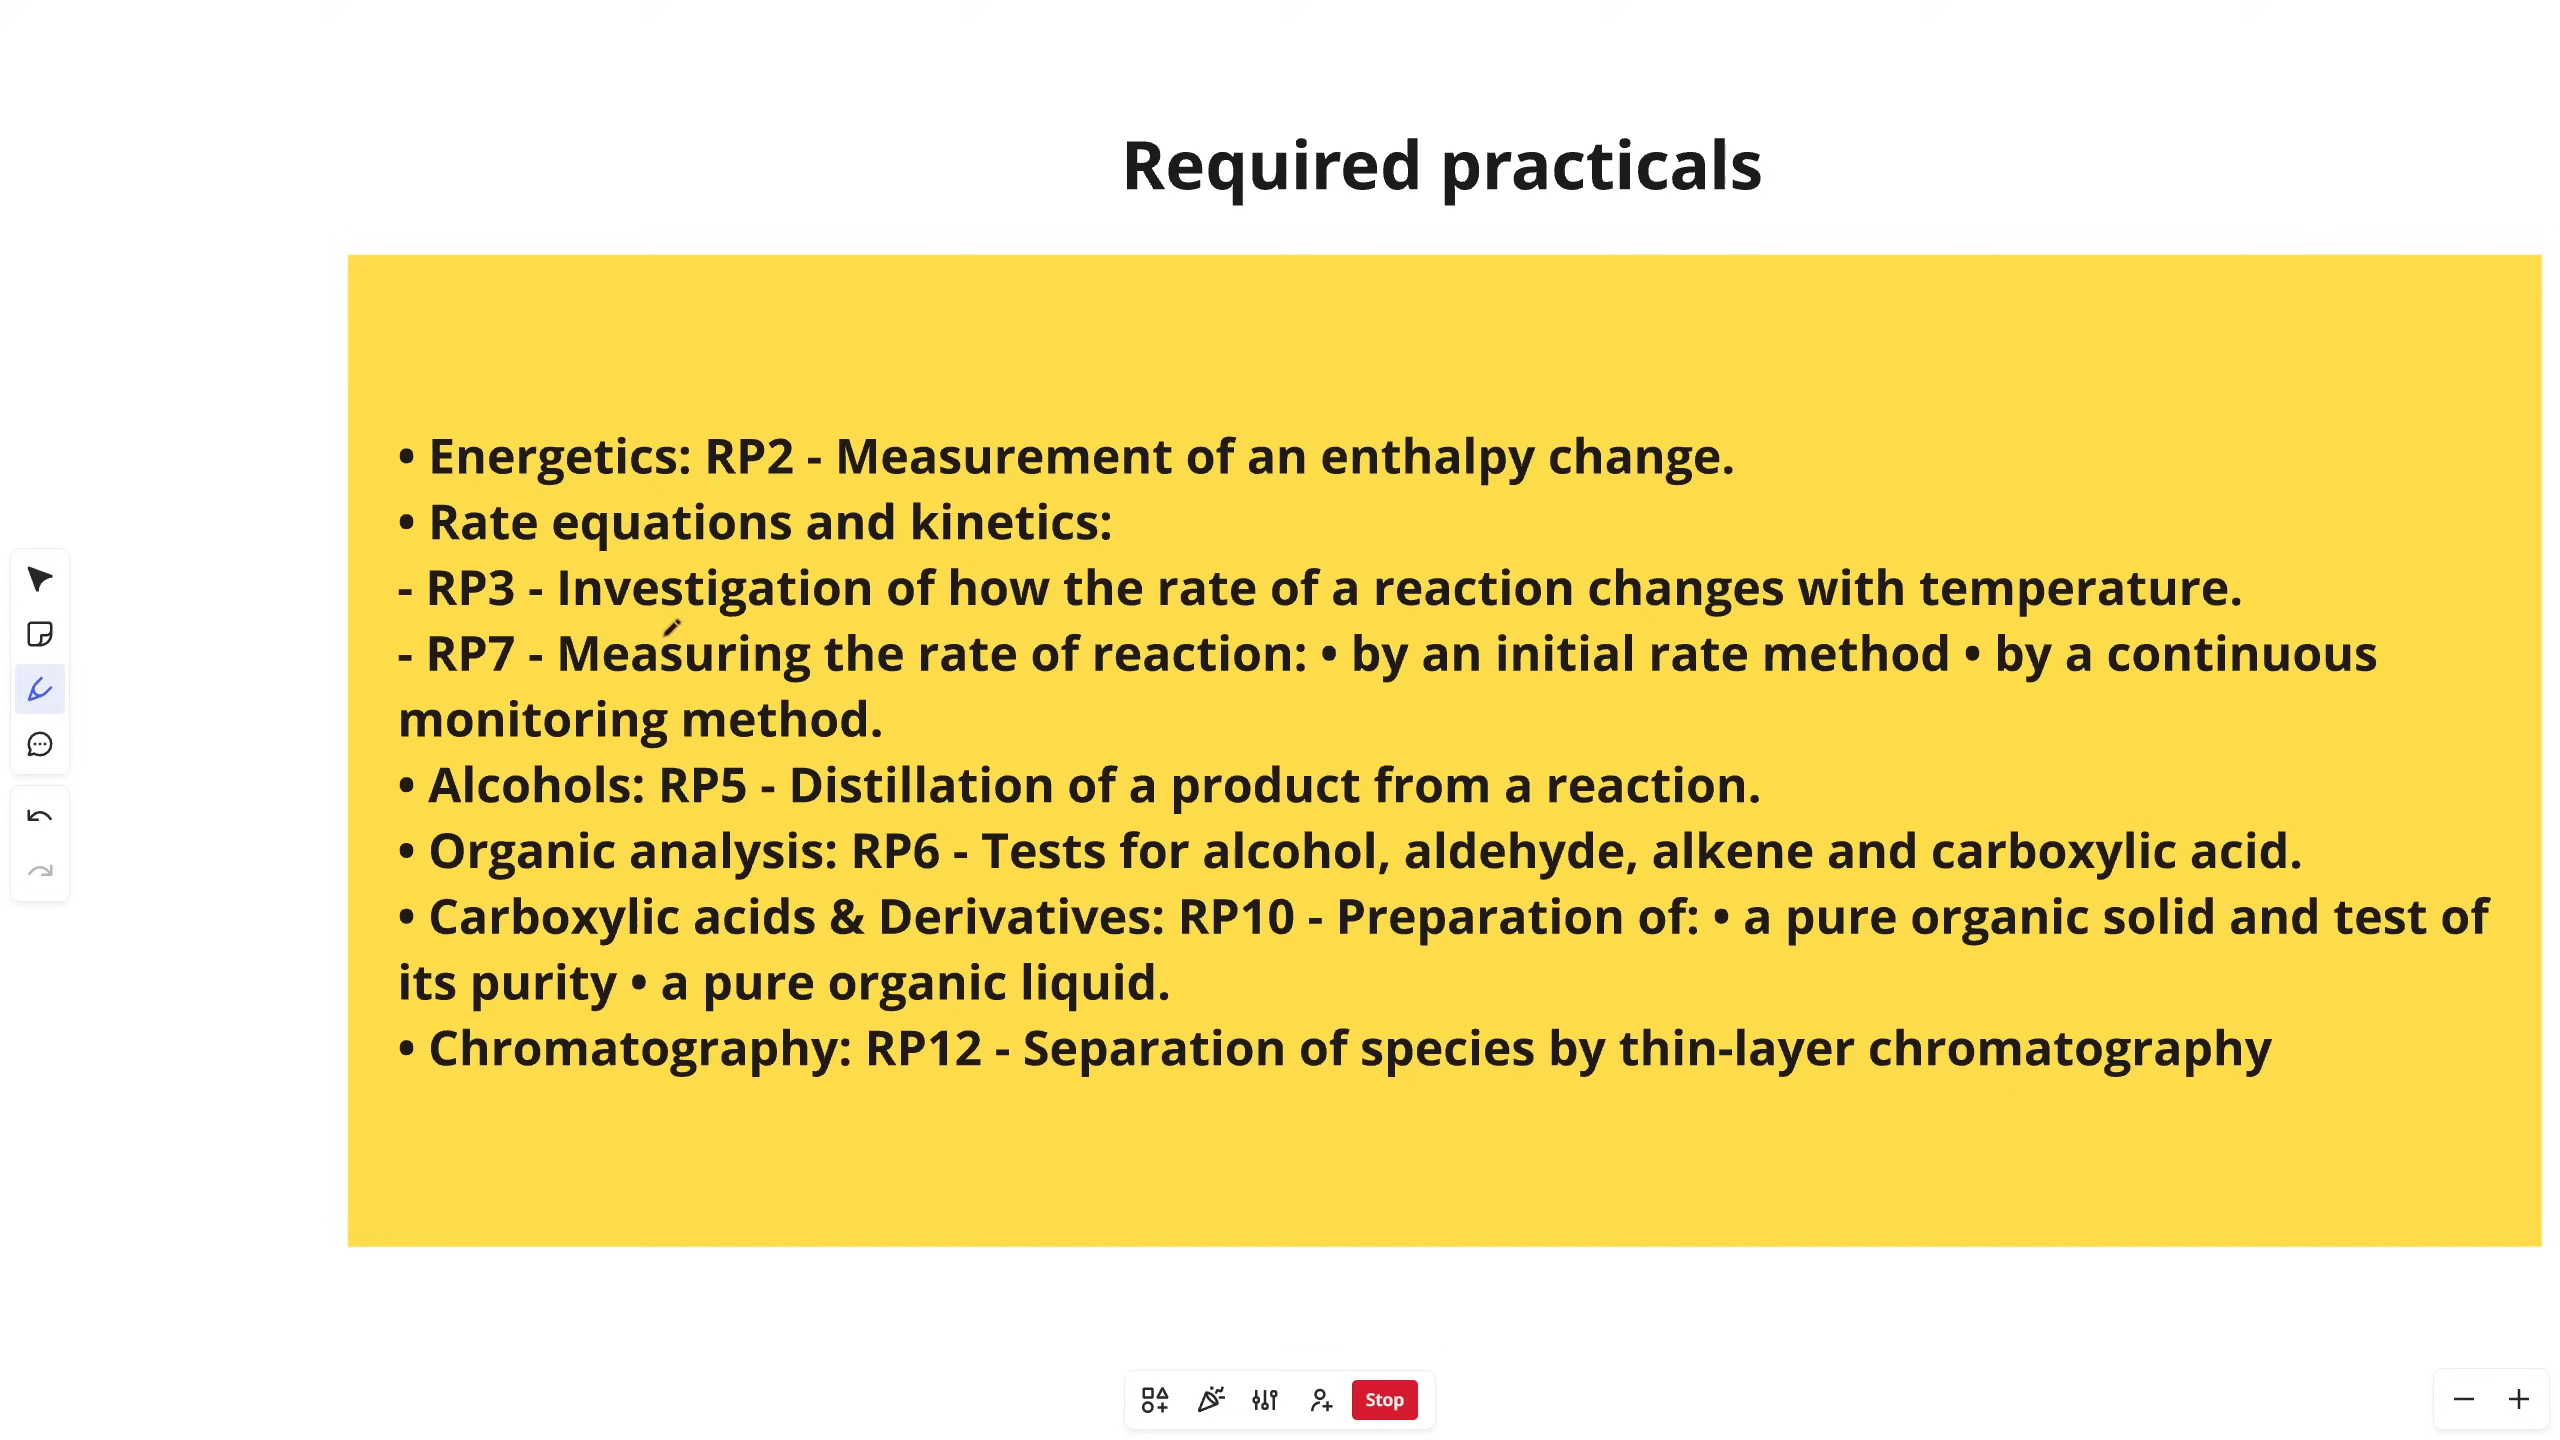 Required practicals
• Energetics: RP2 - Measurement of an enthalpy change.
• Rate equations and kinetics:
- RP3 - Investigation of how the rate of a reaction changes with temperature.
- RP7 - Measuring the rate of reaction: • by an initial rate method • by a continuous
monitoring method.
• Alcohols: RP5 - Distillation of a product from a reaction.
• Organic analysis: RP6 - Tests for alcohol, aldehyde, alkene and carboxylic acid.
• Carboxylic acids & Derivatives: RP10 - Preparation of: • a pure organic solid and test of
its purity • a pure organic liquid.
• Chromatography: RP12 - Separation of species by thin-layer chromatography
Stop